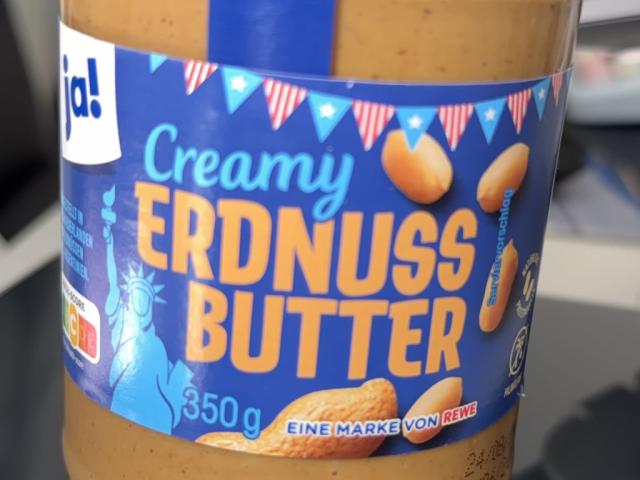 ja!
Creamy
ERDNUSS
BUTTER
350g
EINE MARKE VON REWE
Serviervorschlag